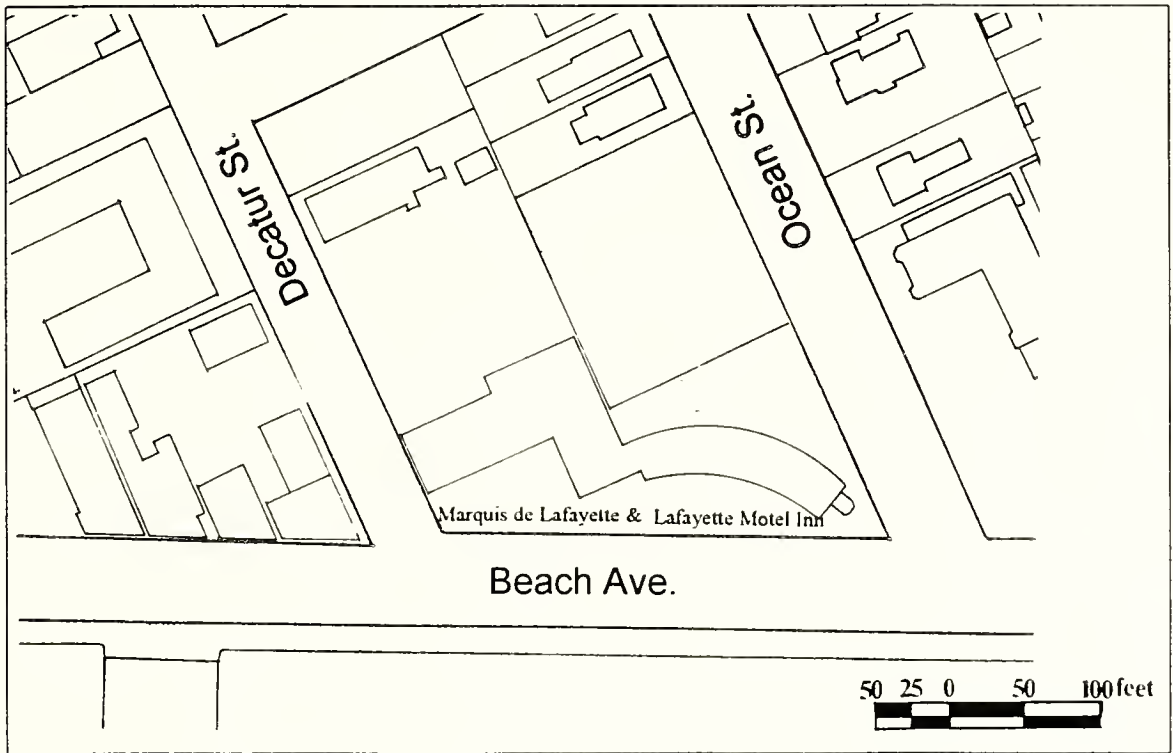 Decatur St.
Ocean St.
Marquis de Lafayette & Lafayette Motel Inn
Beach Ave.
50 25 0 50 100 feet